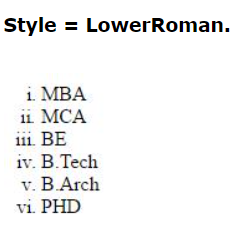 Style = LowerRoman.
i. MBA
ii. MCA
iii. BE
iv. B.Tech
v. B.Arch
vi. PHD